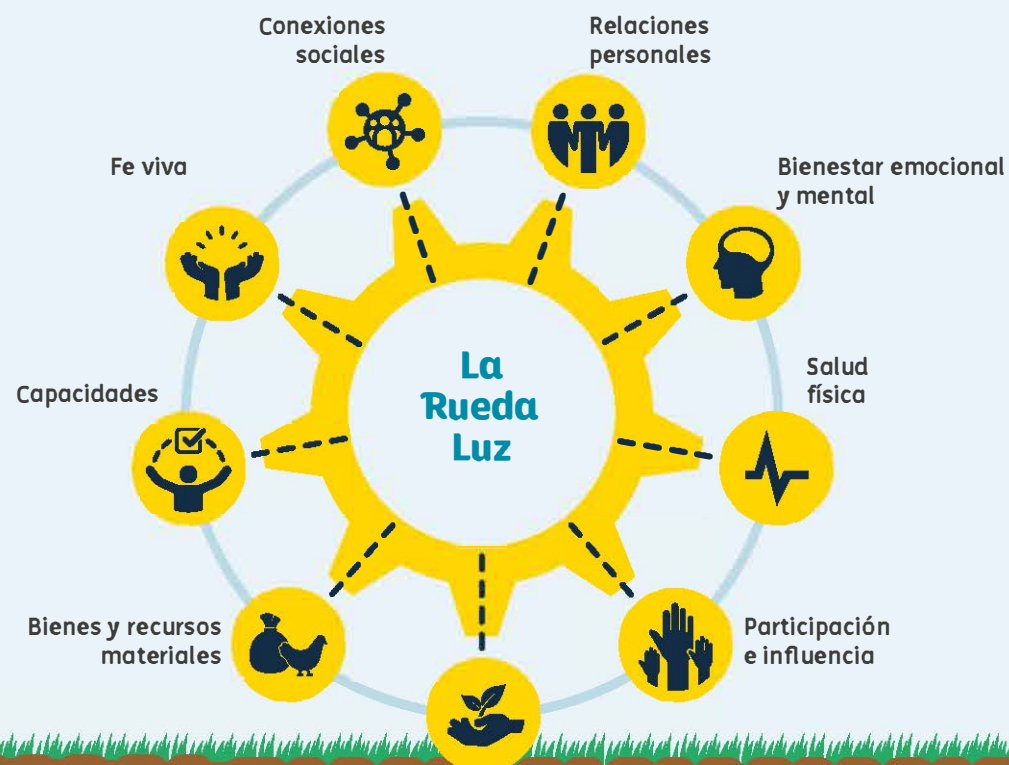 Conexiones
sociales
Relaciones
personales
Fe viva
Bienestar emocional
y mental
Capacidades
La
Rueda
Luz
Salud
física
Bienes y recursos
materiales
Participación
e influencia